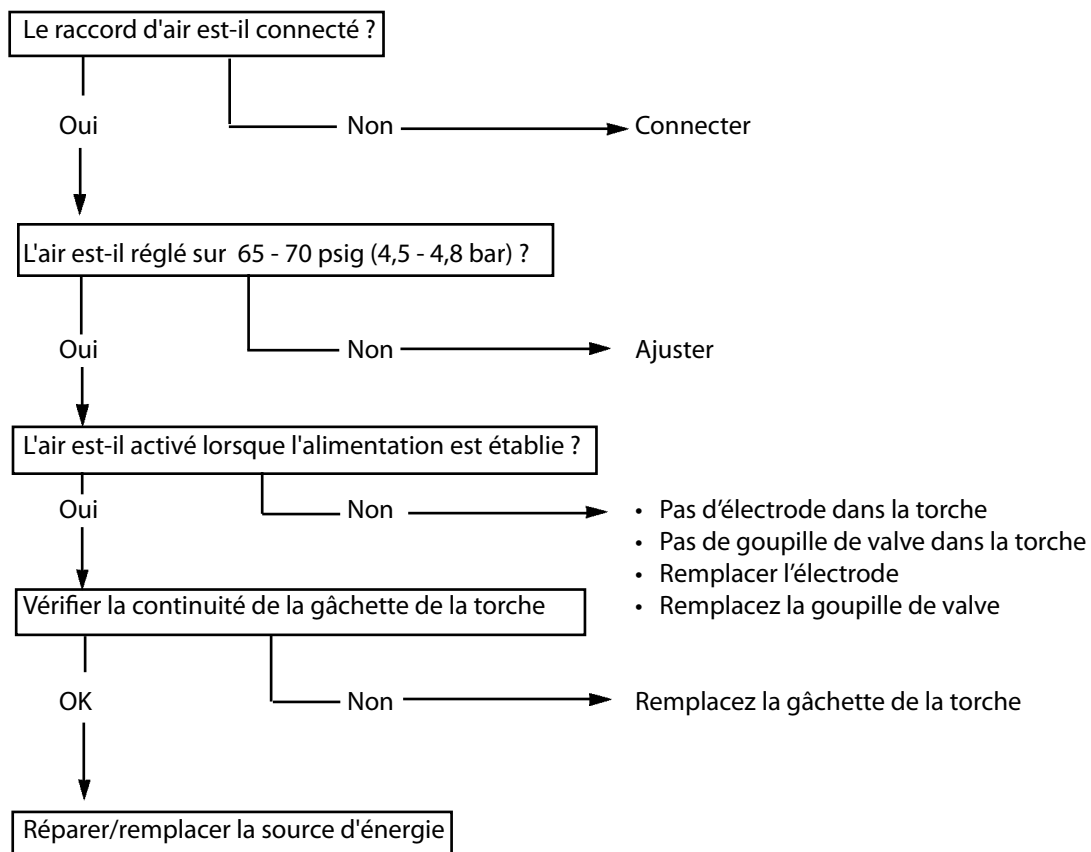 Le raccord d'air est-il connecté ?
Oui
Non
Connecter
L'air est-il réglé sur 65 - 70 psig (4,5 - 4,8 bar) ?
Oui
Non
Ajuster
L'air est-il activé lorsque l'alimentation est établie ?
Oui
Non
• Pas d’électrode dans la torche
• Pas de goupille de valve dans la torche
• Remplacer l’électrode
• Remplacez la goupille de valve
Vérifier la continuité de la gâchette de la torche
OK
Non
Remplacez la gâchette de la torche
Réparer/remplacer la source d'énergie